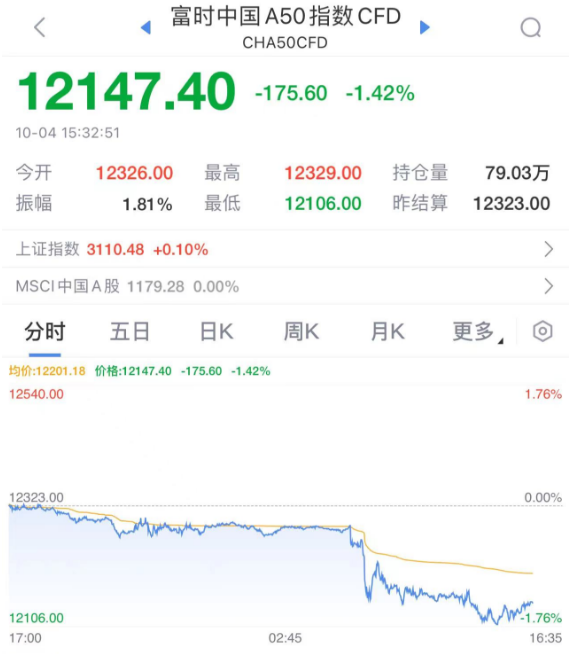 富时中国A50指数CFD
CHA50CFD
12147.40 -175.60 -1.42%
10-04 15:32:51
今开 12326.00 最高 12329.00 持仓量 79.03万
振幅 1.81% 最低 12106.00 昨结算 12323.00
上证指数 3110.48 +0.10%
MSCI中国A股 1179.28 0.00%
分时 五日 日K 周K 月K 更多
均价:12201.18 价格:12147.40 -175.60 -1.42%
12540.00 1.76%
12323.00 0.00%
12106.00 -1.76%
17:00 02:45 16:35